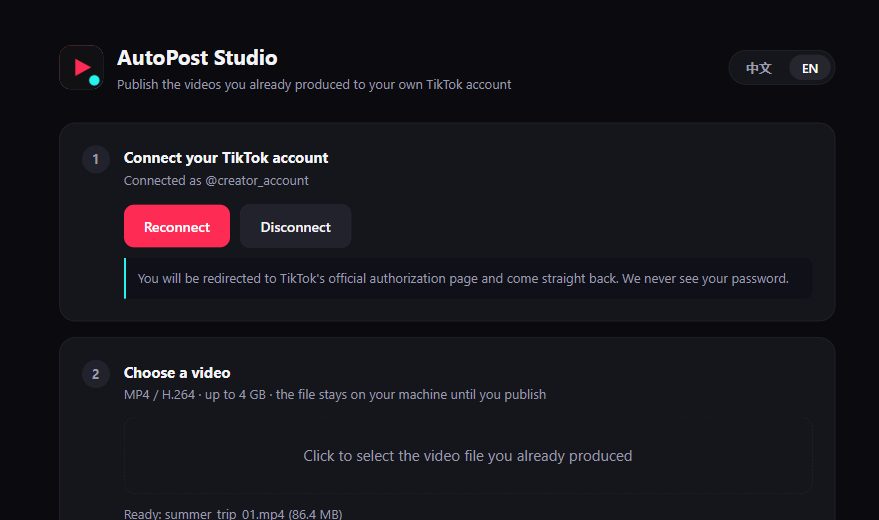 AutoPost Studio
Publish the videos you already produced to your own TikTok account
中文 EN
1 Connect your TikTok account
Connected as @creator_account
Reconnect Disconnect
You will be redirected to TikTok's official authorization page and come straight back. We never see your password.
2 Choose a video
MP4 / H.264 · up to 4 GB · the file stays on your machine until you publish
Click to select the video file you already produced
Ready: summer_trip_01.mp4 (86.4 MB)